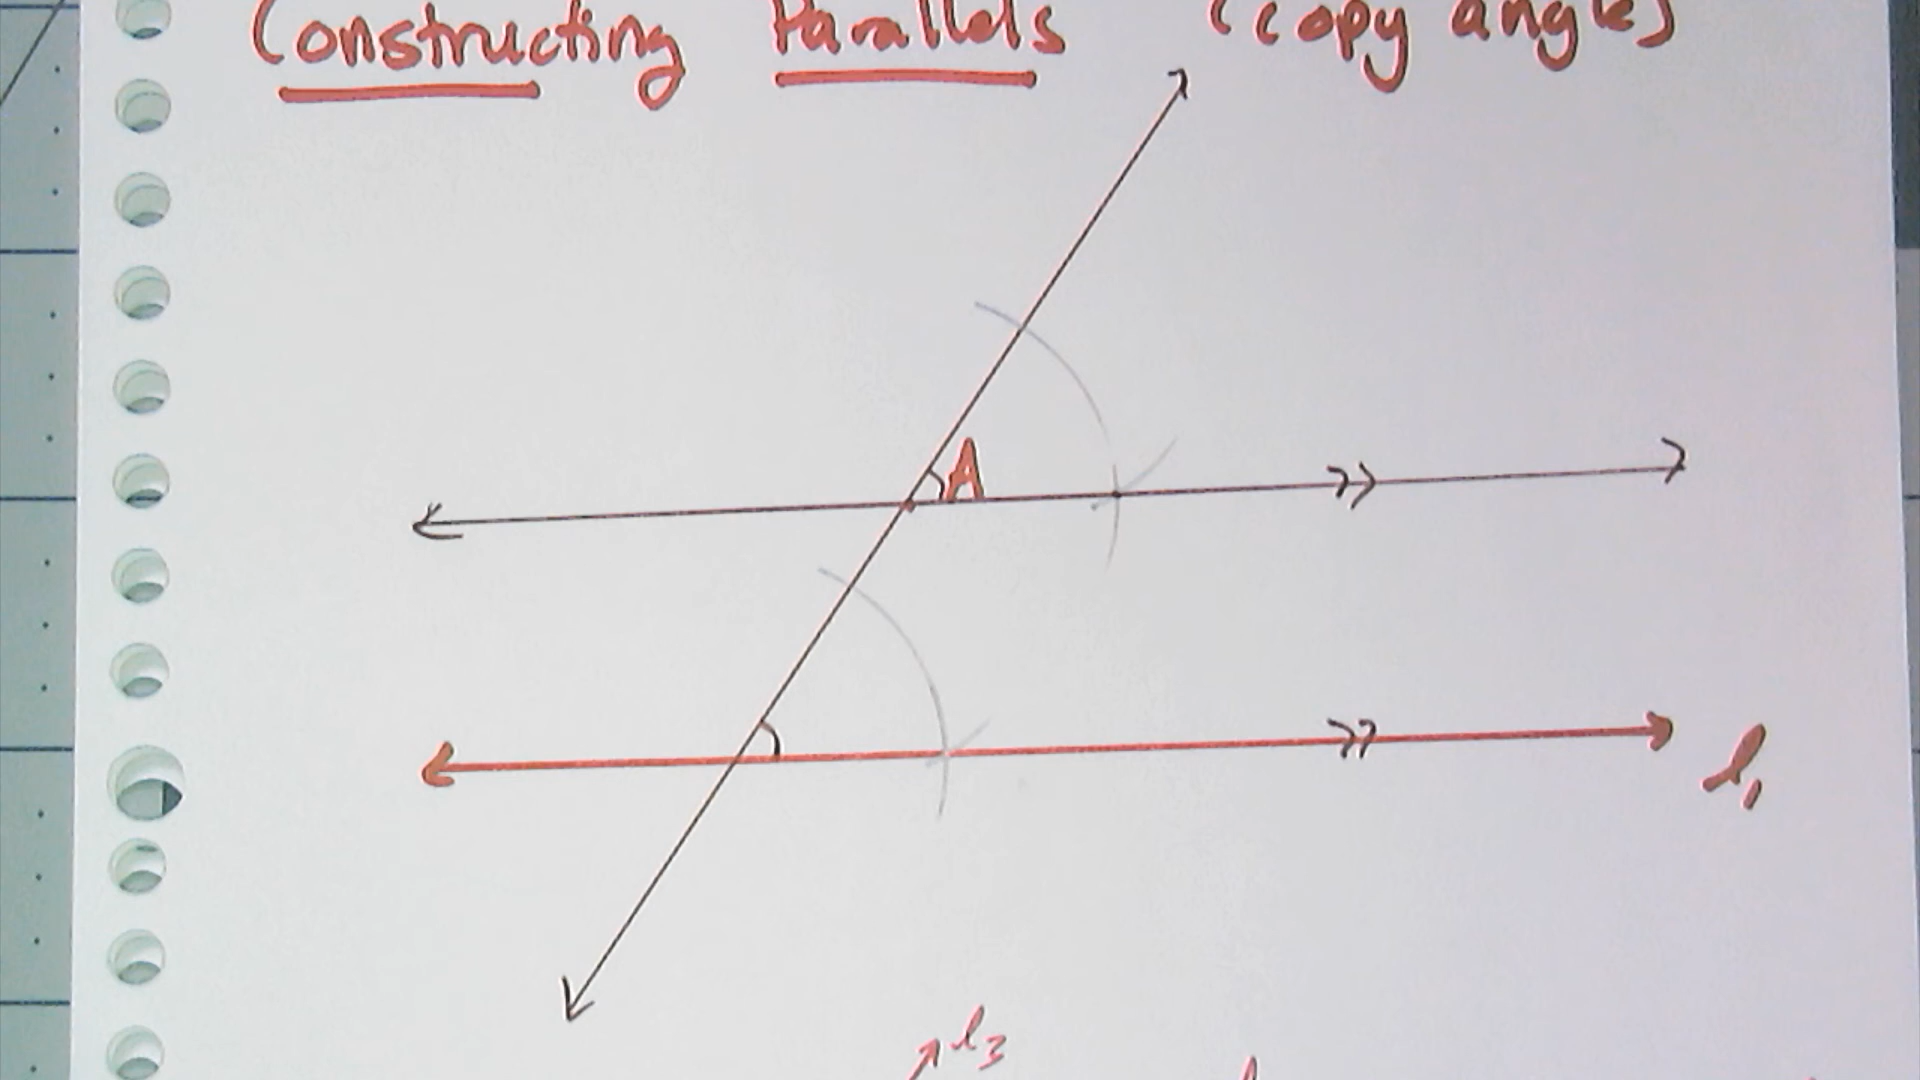 Constructing Parallels (copy angle)
A
l₁
l₃